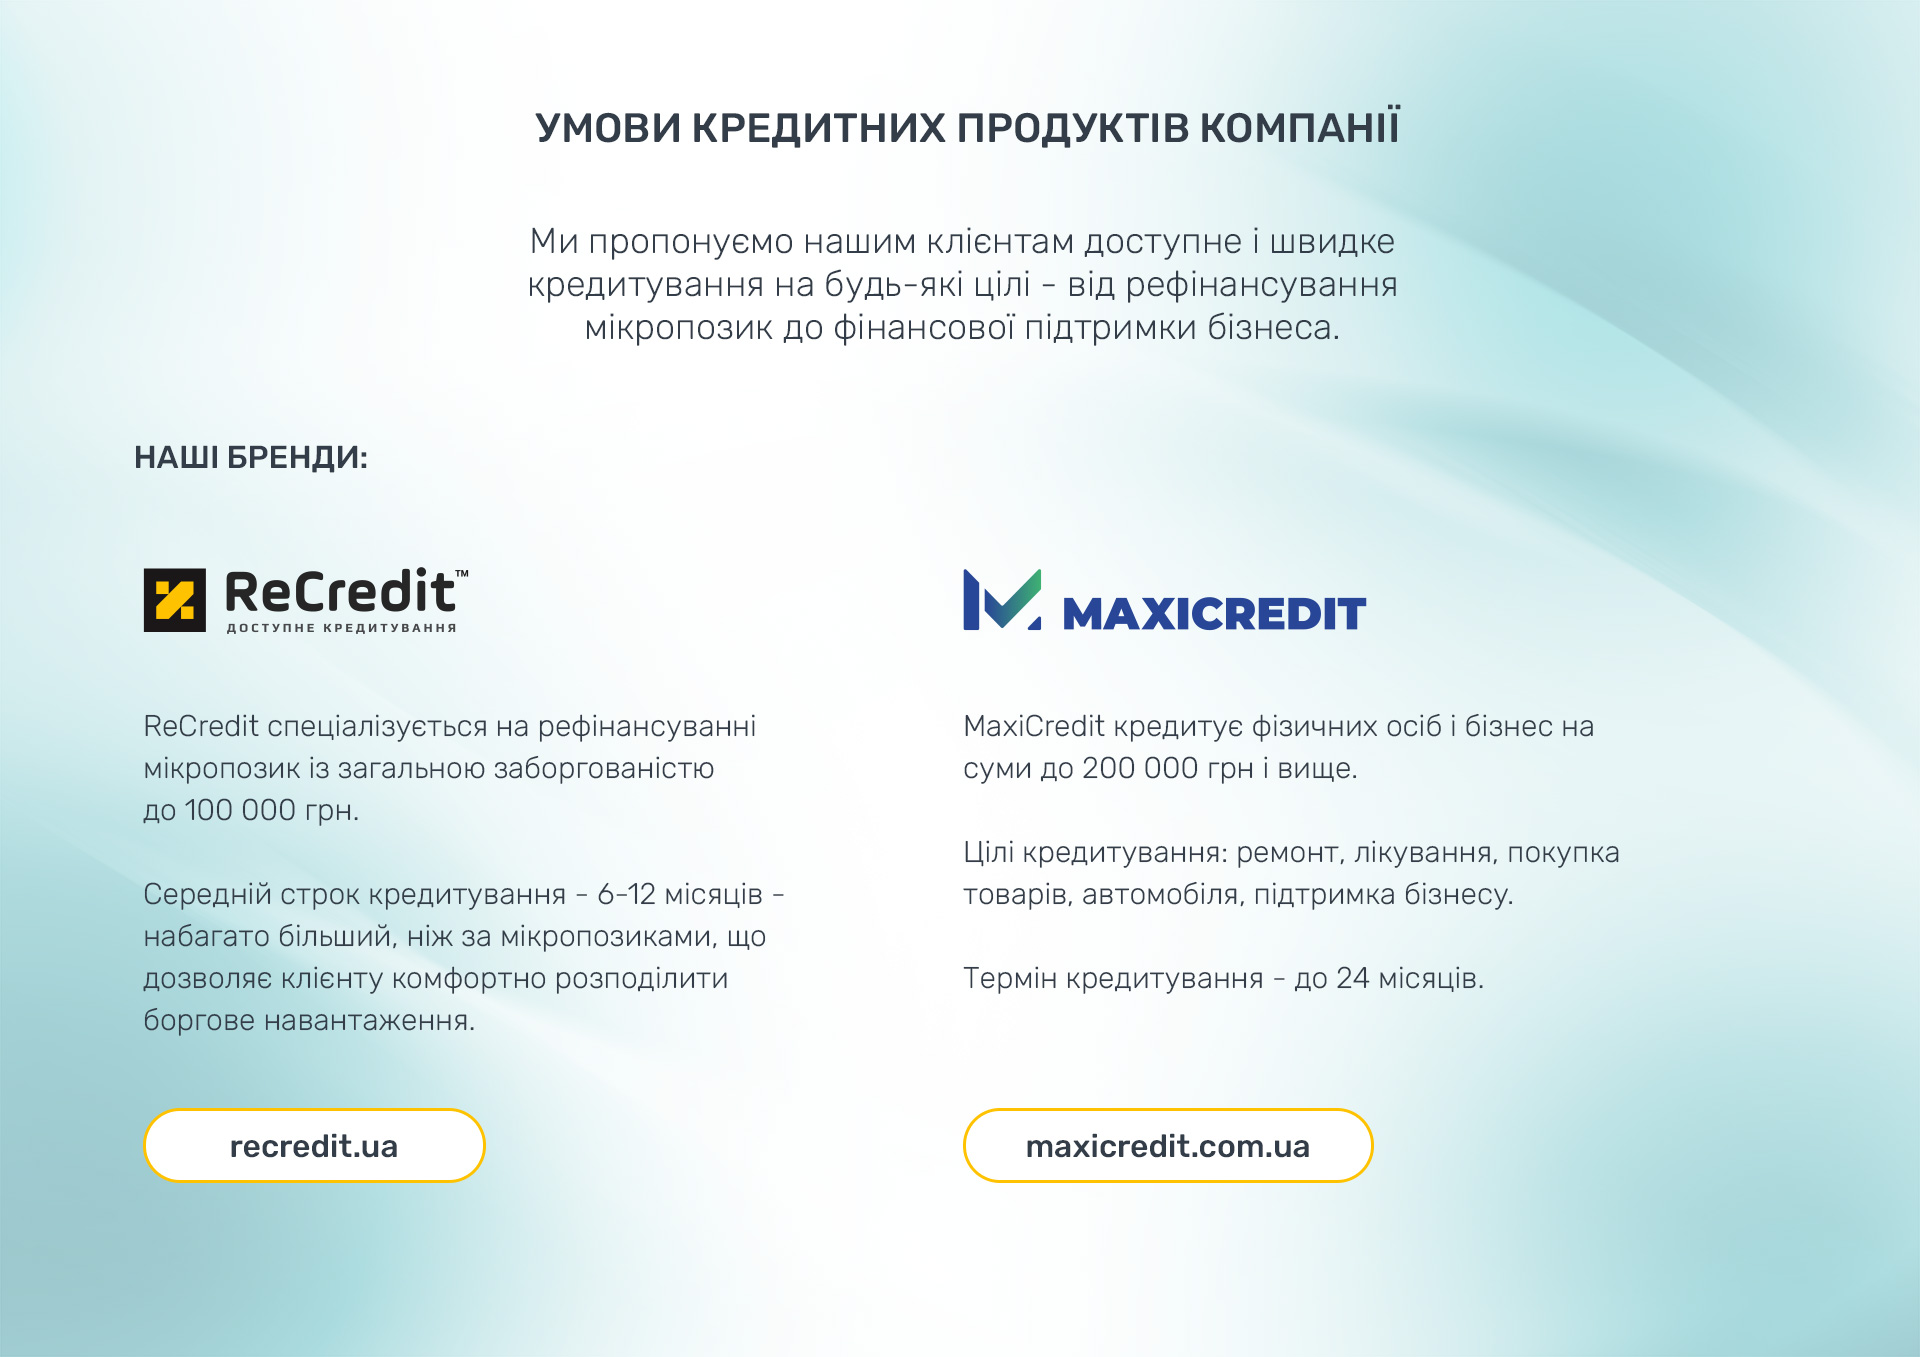 УМОВИ КРЕДИТНИХ ПРОДУКТІВ КОМПАНІЇ
Ми пропонуємо нашим клієнтам доступне і швидке
кредитування на будь-які цілі - від рефінансування
мікропозик до фінансової підтримки бізнеса.
НАШІ БРЕНДИ:
ReCredit™
ДОСТУПНЕ КРЕДИТУВАННЯ
ReCredit спеціалізується на рефінансуванні
мікропозик із загальною заборгованістю
до 100 000 грн.
Середній строк кредитування - 6-12 місяців -
набагато більший, ніж за мікропозиками, що
дозволяє клієнту комфортно розподілити
боргове навантаження.
recredit.ua
MAXICREDIT
MaxiCredit кредитує фізичних осіб і бізнес на
суми до 200 000 грн і вище.
Цілі кредитування: ремонт, лікування, покупка
товарів, автомобіля, підтримка бізнесу.
Термін кредитування - до 24 місяців.
maxicredit.com.ua